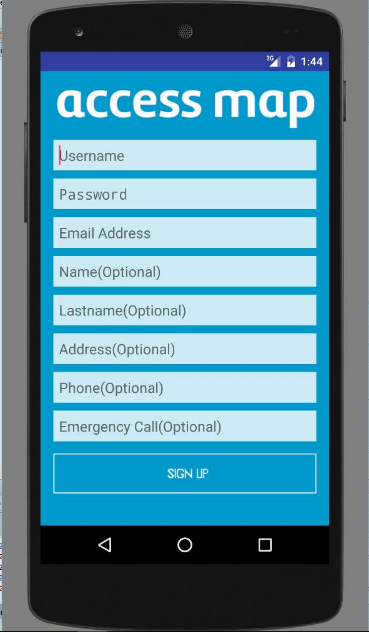 3G 1:44
access map
Username
Password
Email Address
Name(Optional)
Lastname(Optional)
Address(Optional)
Phone(Optional)
Emergency Call(Optional)
SIGN UP